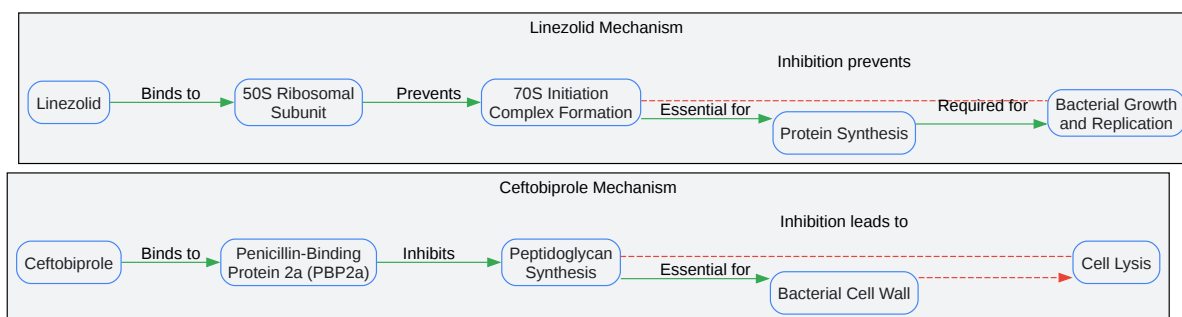 Linezolid Mechanism
Inhibition prevents
Linezolid
Binds to
50S Ribosomal
Subunit
Prevents
70S Initiation
Complex Formation
Essential for
Protein Synthesis
Required for
Bacterial Growth
and Replication
Ceftobiprole Mechanism
Inhibition leads to
Ceftobiprole
Binds to
Penicillin-Binding
Protein 2a (PBP2a)
Inhibits
Peptidoglycan
Synthesis
Essential for
Bacterial Cell Wall
Cell Lysis